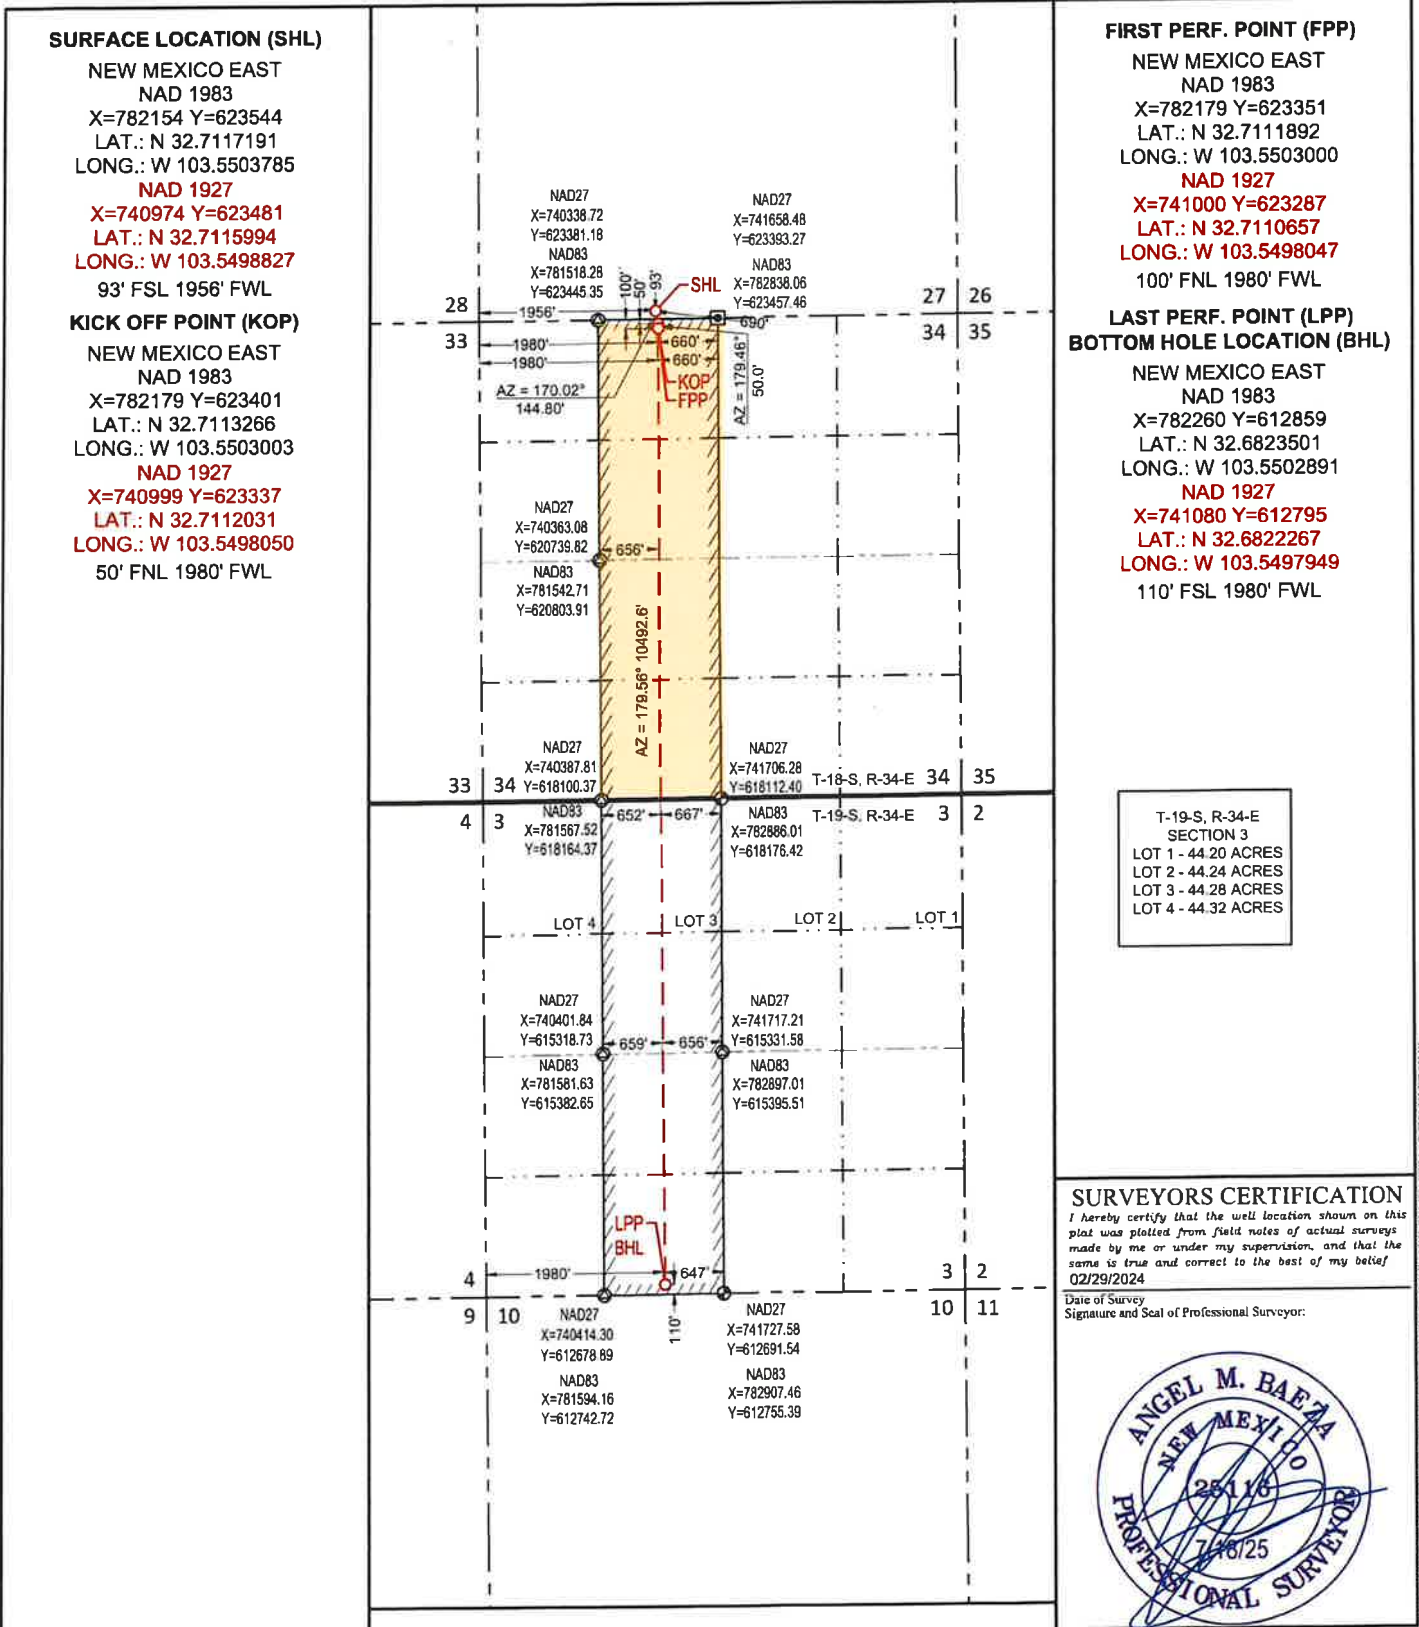 SURFACE LOCATION (SHL)
NEW MEXICO EAST
NAD 1983
X=782154 Y=623544
LAT.: N 32.7117191
LONG.: W 103.5503785
NAD 1927
X=740974 Y=623481
LAT.: N 32.7115994
LONG.: W 103.5498827
93' FSL 1956' FWL
KICK OFF POINT (KOP)
NEW MEXICO EAST
NAD 1983
X=782179 Y=623401
LAT.: N 32.7113266
LONG.: W 103.5503003
NAD 1927
X=740999 Y=623337
LAT.: N 32.7112031
LONG.: W 103.5498050
50' FNL 1980' FWL
NAD27
X=740338.72
Y=623381.18
NAD83
X=781518.28
Y=623445.35
NAD27
X=741658.48
Y=623393.27
NAD83
X=782838.06
Y=623457.46
100'
50'
93'
SHL
28
27 26
1956'
690'
33
34 35
1980'
660'
1980'
660'
KOP
FPP
AZ = 170.02°
144.80'
AZ = 179.46°
50.0'
NAD27
X=740363.08
Y=620739.82
656'
NAD83
X=781542.71
Y=620803.91
AZ = 179.56° 10492.6'
NAD27
X=740387.81
Y=618100.37
NAD27
X=741706.28
Y=618112.40
33 34
T-18-S, R-34-E 34 35
4 3
T-19-S, R-34-E 3 2
652'
667'
NAD83
X=781567.52
Y=618164.37
NAD83
X=782886.01
Y=618176.42
LOT 4
LOT 3
LOT 2
LOT 1
NAD27
X=740401.84
Y=615318.73
NAD27
X=741717.21
Y=615331.58
659'
656'
NAD83
X=781581.63
Y=615382.65
NAD83
X=782897.01
Y=615395.51
LPP
BHL
4
1980'
647'
3 2
9 10
10 11
110'
NAD27
X=740414.30
Y=612678.89
NAD83
X=781594.16
Y=612742.72
NAD27
X=741727.58
Y=612691.54
NAD83
X=782907.46
Y=612755.39
FIRST PERF. POINT (FPP)
NEW MEXICO EAST
NAD 1983
X=782179 Y=623351
LAT.: N 32.7111892
LONG.: W 103.5503000
NAD 1927
X=741000 Y=623287
LAT.: N 32.7110657
LONG.: W 103.5498047
100' FNL 1980' FWL
LAST PERF. POINT (LPP)
BOTTOM HOLE LOCATION (BHL)
NEW MEXICO EAST
NAD 1983
X=782260 Y=612859
LAT.: N 32.6823501
LONG.: W 103.5502891
NAD 1927
X=741080 Y=612795
LAT.: N 32.6822267
LONG.: W 103.5497949
110' FSL 1980' FWL
T-19-S, R-34-E
SECTION 3
LOT 1 - 44.20 ACRES
LOT 2 - 44.24 ACRES
LOT 3 - 44.28 ACRES
LOT 4 - 44.32 ACRES
SURVEYORS CERTIFICATION
I hereby certify that the well location shown on this
plat was plotted from field notes of actual surveys
made by me or under my supervision, and that the
same is true and correct to the best of my belief
02/29/2024
Date of Survey
Signature and Seal of Professional Surveyor:
ANGEL M. BAEZA
NEW MEXICO
25116
7/18/25
PROFESSIONAL SURVEYOR